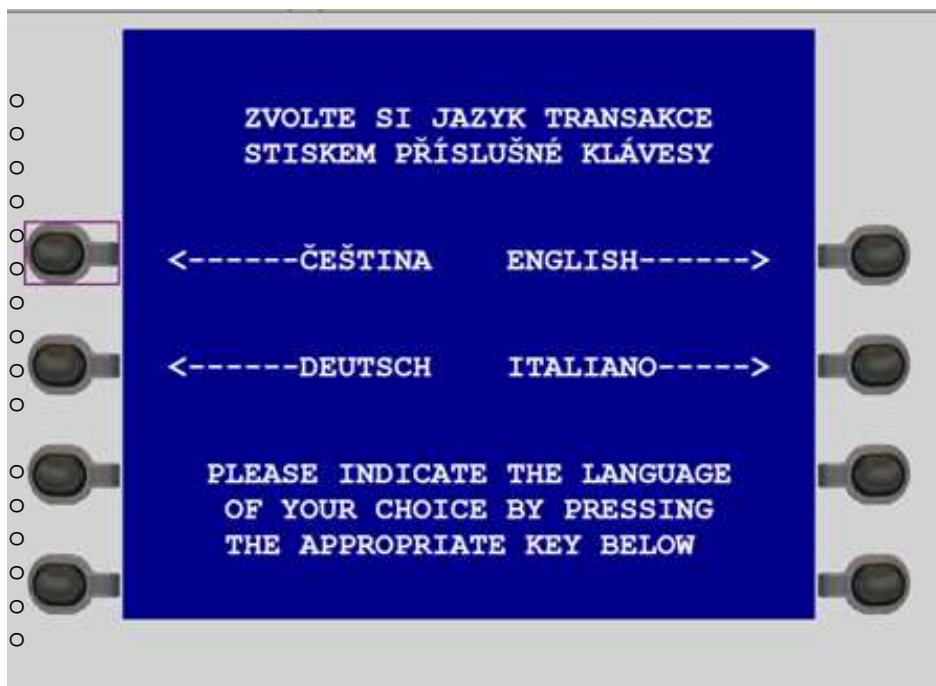 ZVOLTE SI JAZYK TRANSAKCE
STISKEM PŘÍSLUŠNÉ KLÁVESY
<------ČEŠTINA ENGLISH------>
<------DEUTSCH ITALIANO----->
PLEASE INDICATE THE LANGUAGE
OF YOUR CHOICE BY PRESSING
THE APPROPRIATE KEY BELOW